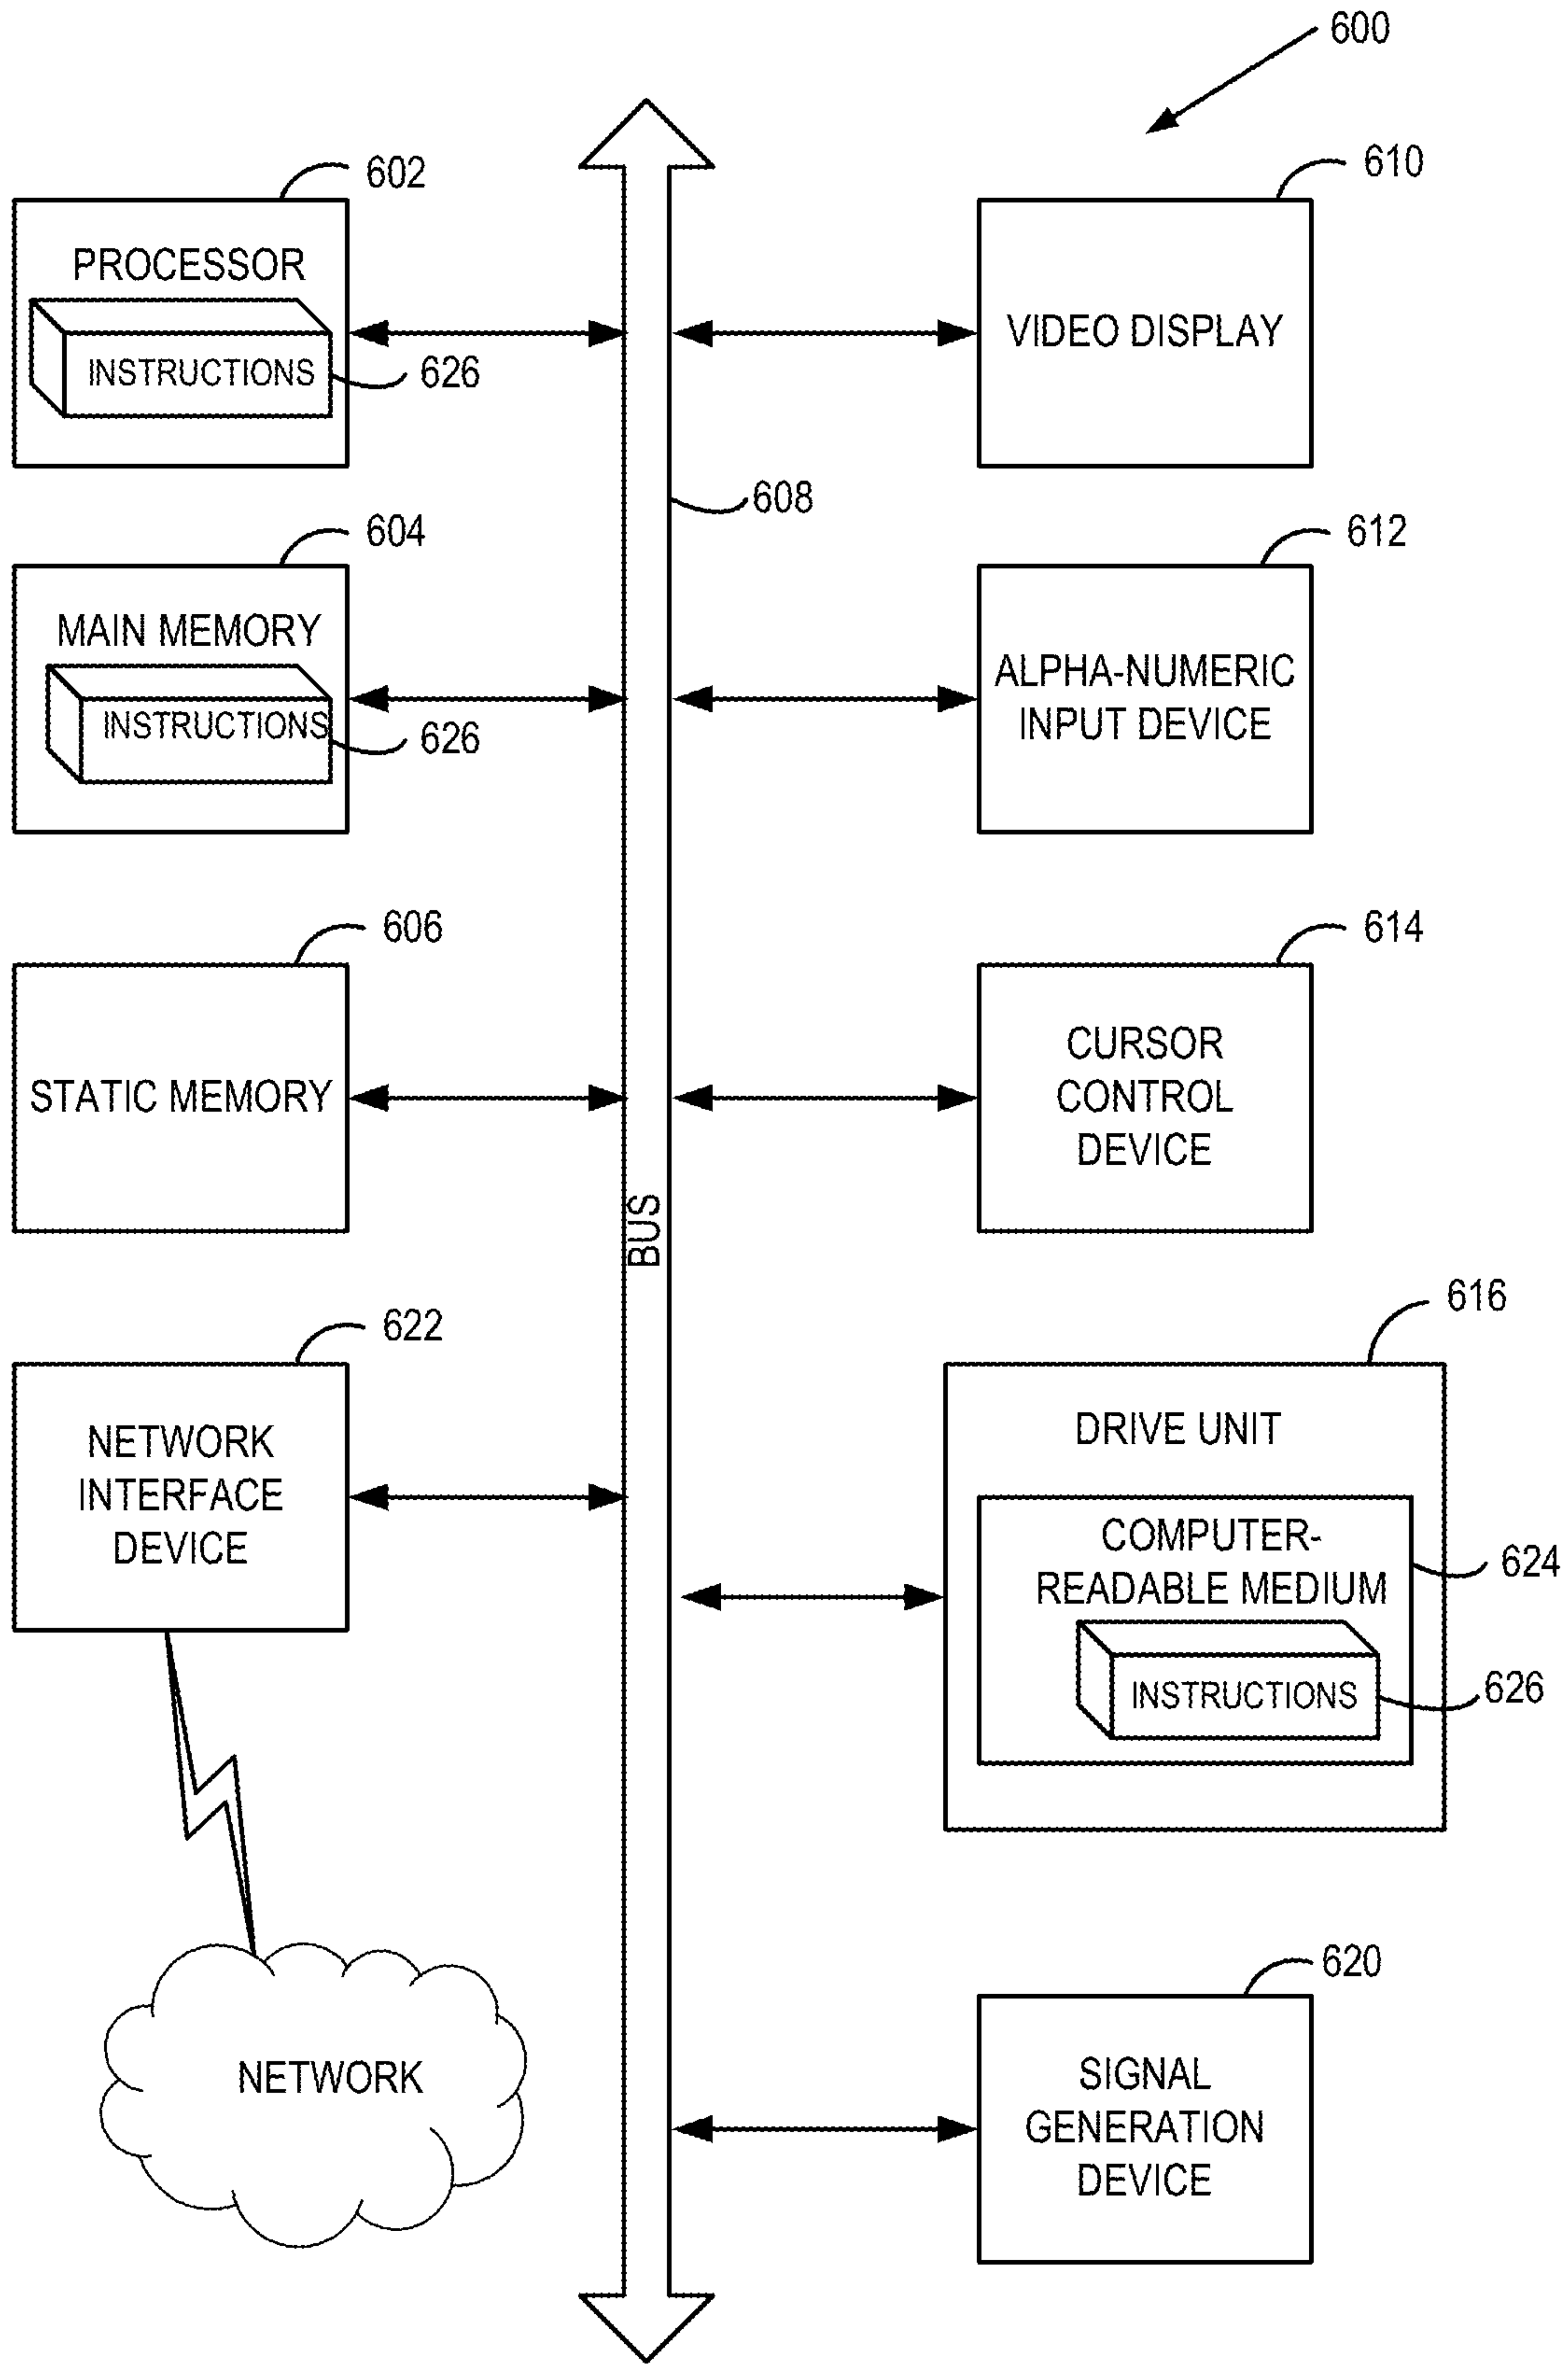 600
602
PROCESSOR
INSTRUCTIONS
626
610
VIDEO DISPLAY
608
604
MAIN MEMORY
INSTRUCTIONS
626
612
ALPHA-NUMERIC
INPUT DEVICE
606
STATIC MEMORY
614
CURSOR
CONTROL
DEVICE
BUS
622
NETWORK
INTERFACE
DEVICE
616
DRIVE UNIT
COMPUTER-
READABLE MEDIUM
624
INSTRUCTIONS
626
NETWORK
620
SIGNAL
GENERATION
DEVICE